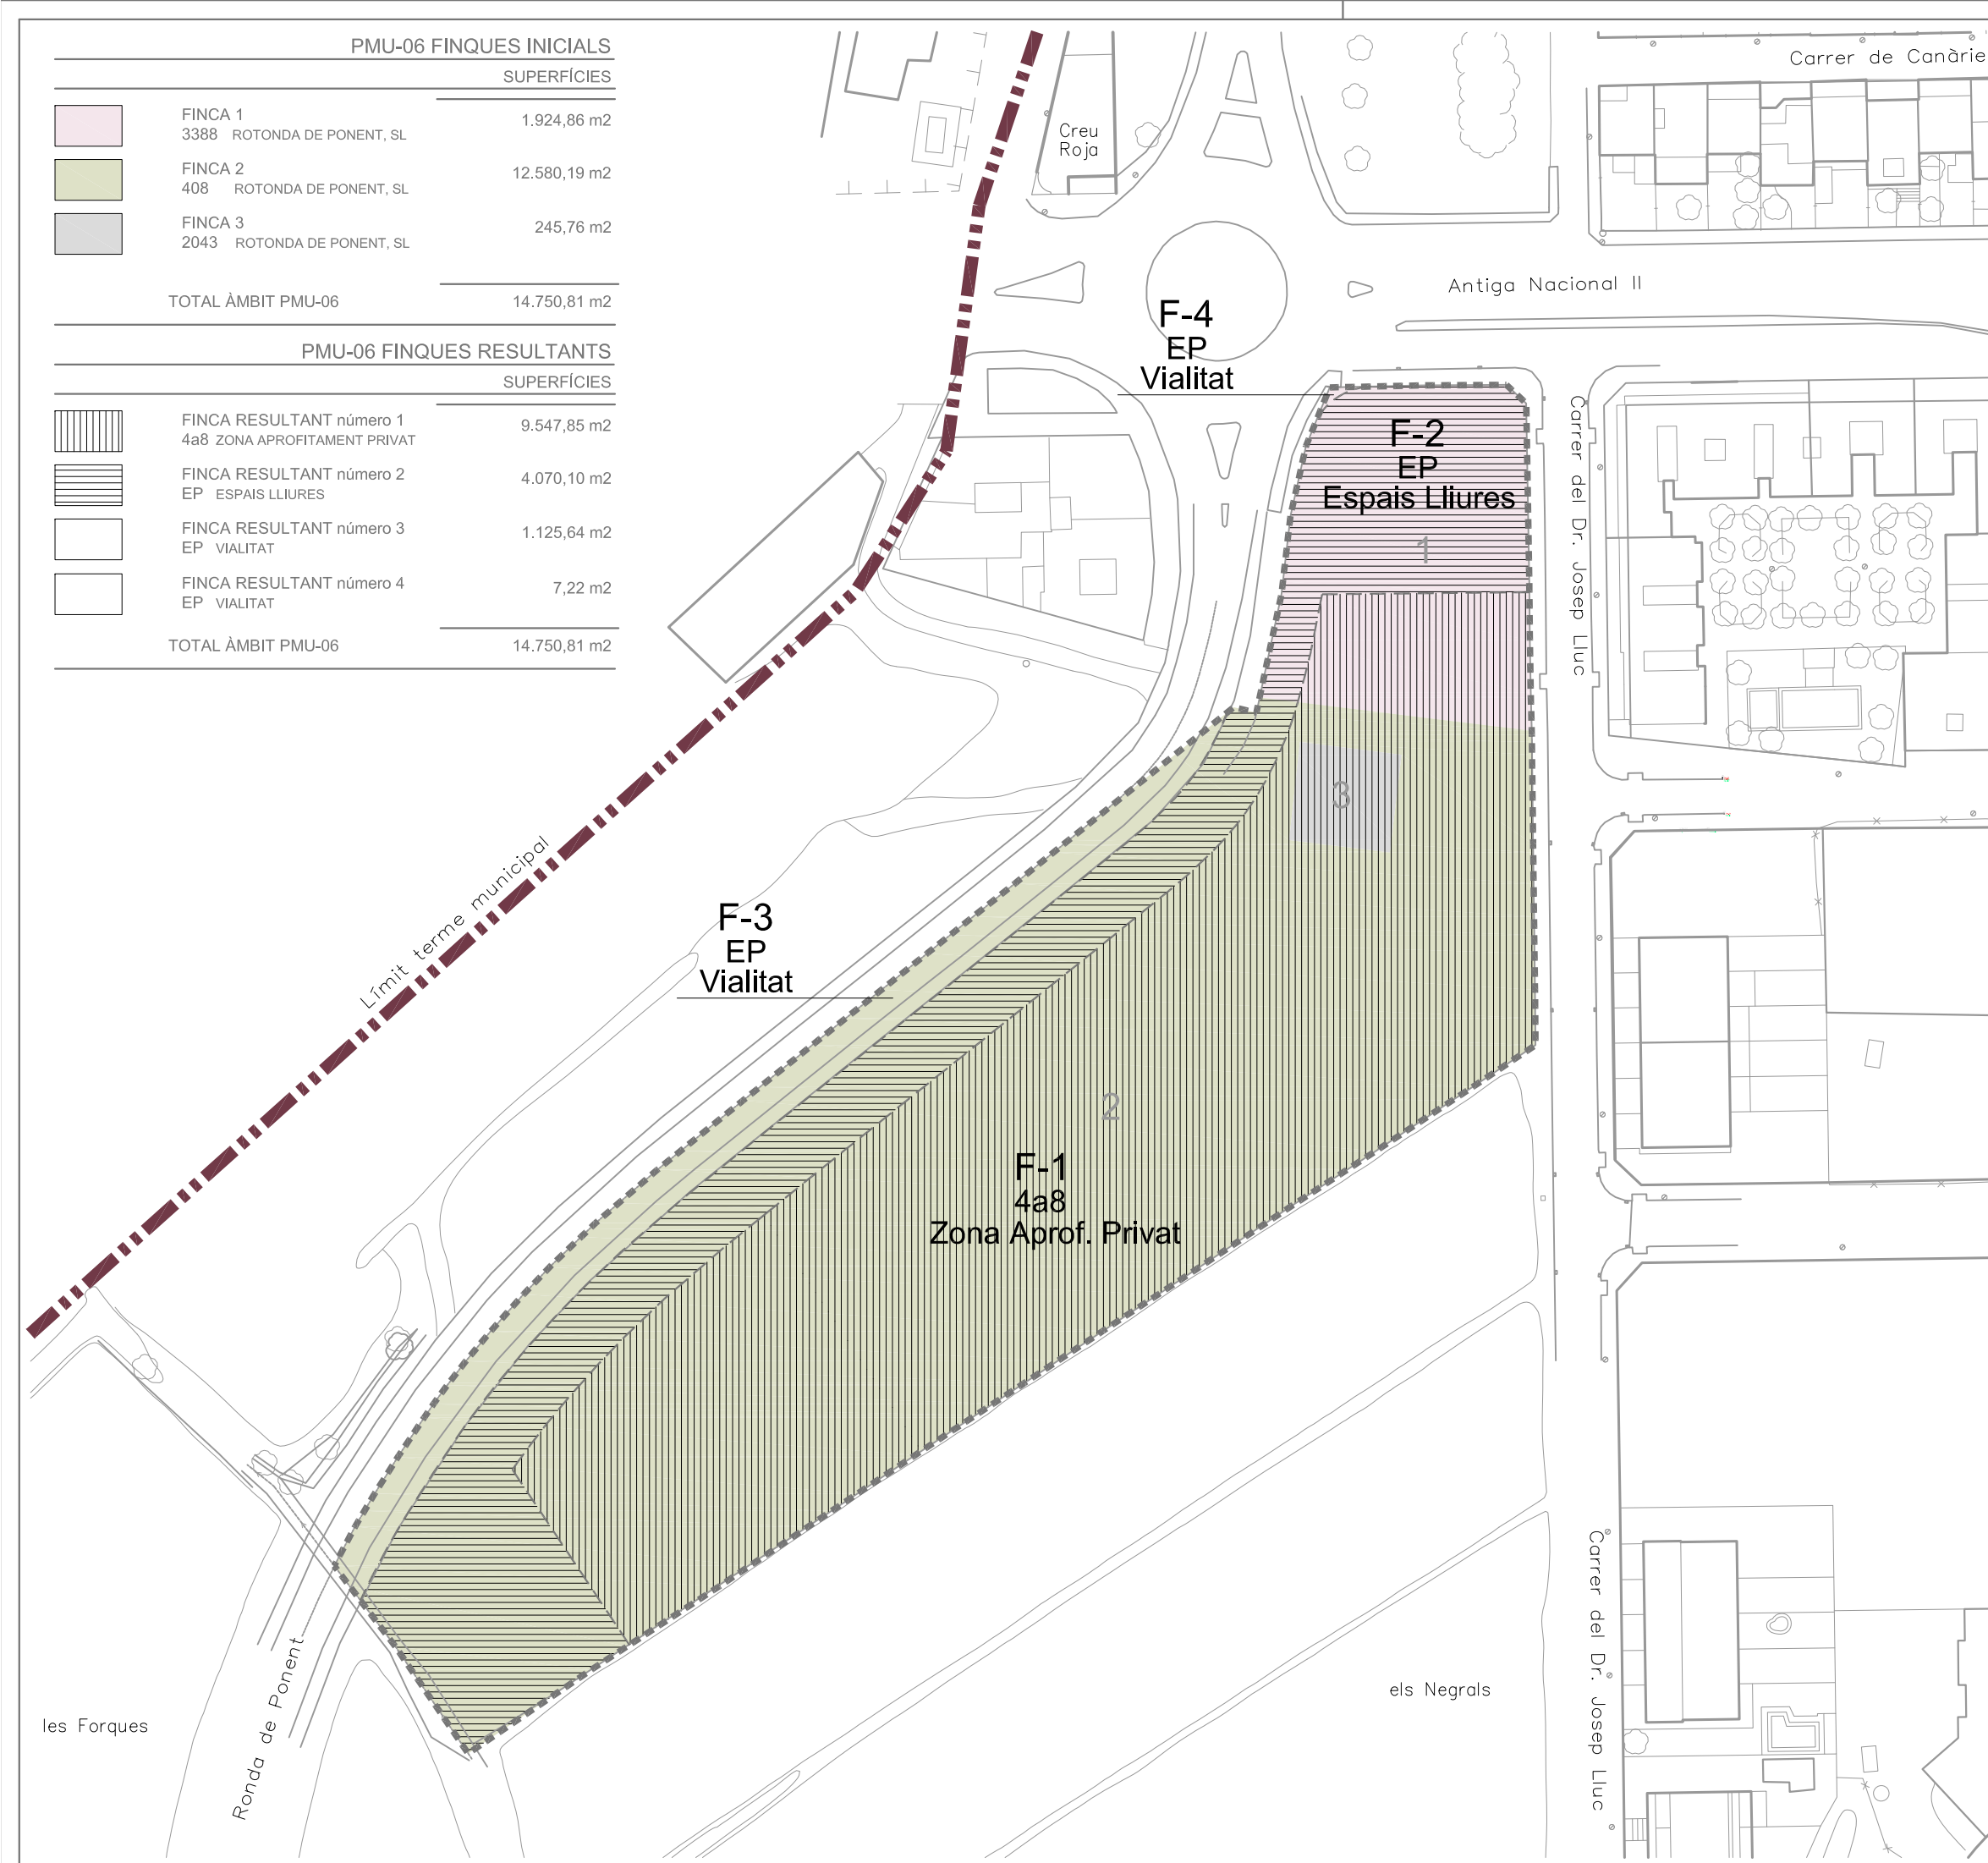 PMU-06 FINQUES INICIALS
SUPERFÍCIES
FINCA 1
3388 ROTONDA DE PONENT, SL
1.924,86 m2
FINCA 2
408 ROTONDA DE PONENT, SL
12.580,19 m2
FINCA 3
2043 ROTONDA DE PONENT, SL
245,76 m2
TOTAL ÀMBIT PMU-06
14.750,81 m2
PMU-06 FINQUES RESULTANTS
SUPERFÍCIES
FINCA RESULTANT número 1
4a8 ZONA APROFITAMENT PRIVAT
9.547,85 m2
FINCA RESULTANT número 2
EP ESPAIS LLIURES
4.070,10 m2
FINCA RESULTANT número 3
EP VIALITAT
1.125,64 m2
FINCA RESULTANT número 4
EP VIALITAT
7,22 m2
TOTAL ÀMBIT PMU-06
14.750,81 m2
Carrer de Canàrie
Creu
Roja
Antiga Nacional II
F-4
EP
Vialitat
F-2
EP
Espais Lliures
1
Carrer del Dr. Josep Lluc
3
Límit terme municipal
F-3
EP
Vialitat
2
F-1
4a8
Zona Aprof. Privat
els Negrals
les Forques
Ronda de Ponent
Carrer del Dr. Josep Lluc